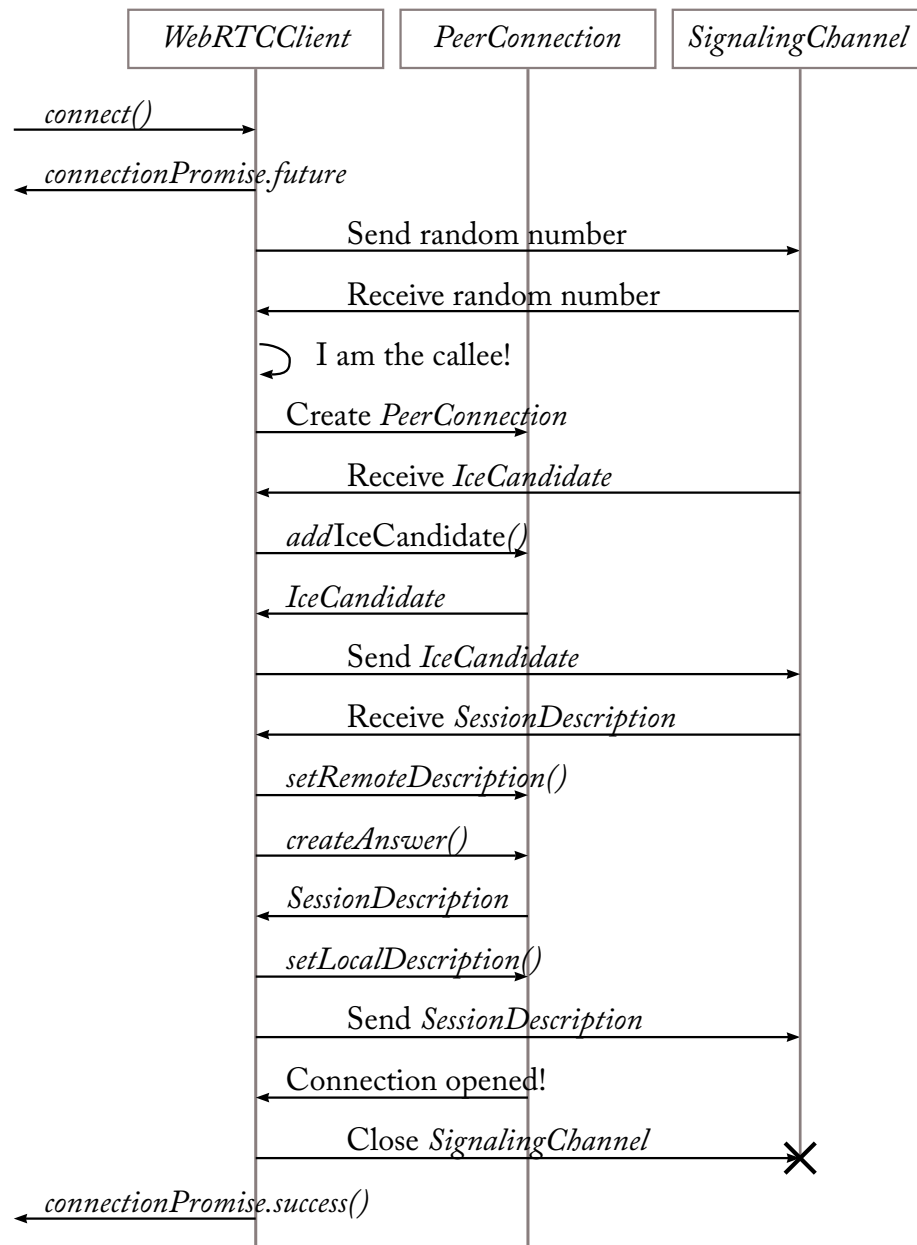 WebRTCClient
PeerConnection
SignalingChannel
connect()
connectionPromise.future
Send random number
Receive random number
I am the callee!
Create PeerConnection
Receive IceCandidate
addIceCandidate()
IceCandidate
Send IceCandidate
Receive SessionDescription
setRemoteDescription()
createAnswer()
SessionDescription
setLocalDescription()
Send SessionDescription
Connection opened!
Close SignalingChannel
connectionPromise.success()